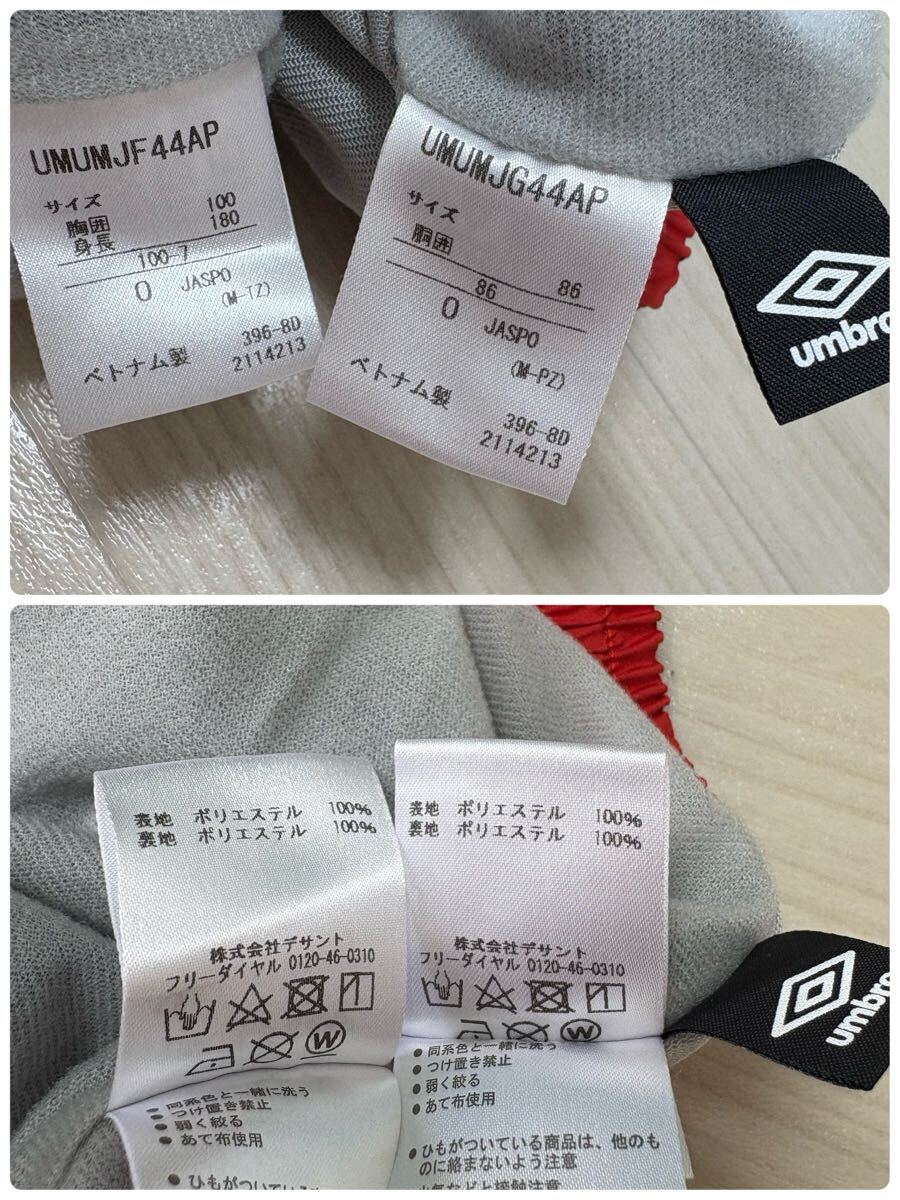 UMUMJF44AP
サイズ
胸囲 100
身長 180
100-7
O JASPO
(M-TZ)
396-8D
ベトナム製 2114213
UMUMJG44AP
サイズ
胴囲 86
86
O JASPO
(M-PZ)
ベトナム製 396-8D
2114213
umbro
表地 ポリエステル 100%
裏地 ポリエステル 100%
株式会社デサント
フリーダイヤル 0120-46-0310
W
●同系色と一緒に洗う
●つけ置き禁止
●弱く絞る
●あて布使用
●ひもがついている
表地 ポリエステル 100%
裏地 ポリエステル 100%
株式会社デサント
フリーダイヤル 0120-46-0310
W
●同系色と一緒に洗う
●つけ置き禁止
●弱く絞る
●あて布使用
●ひもがついている商品は、他のも
のに絡まないよう注意
umbro